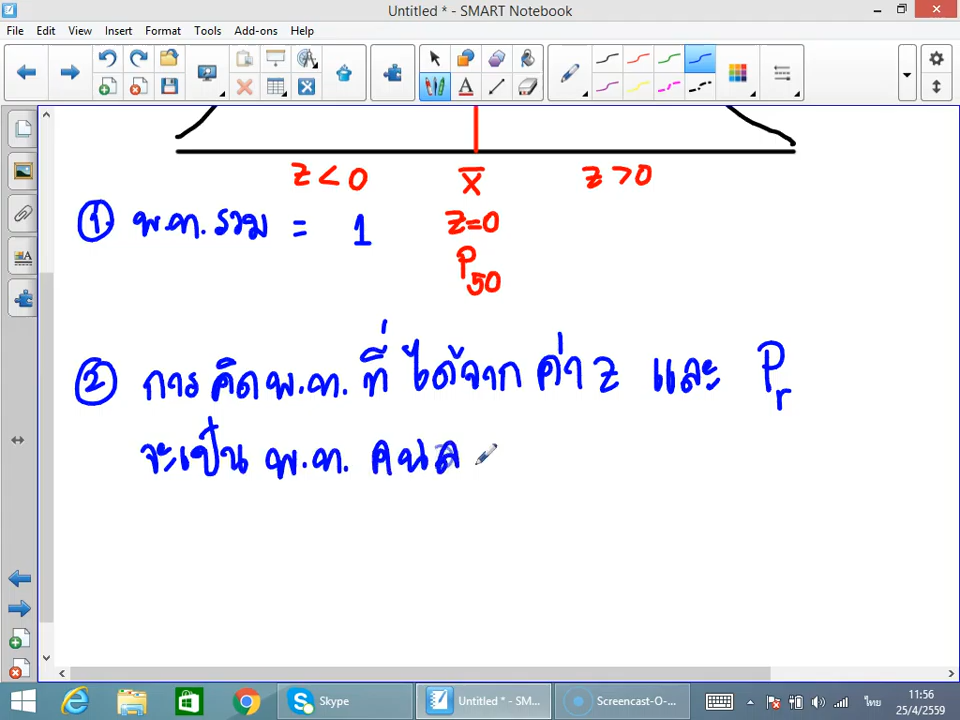 Untitled * - SMART Notebook
File Edit View Insert Format Tools Add-ons Help
z < 0 x̄ z > 0
① พ.ท. รวม = 1 z=0
P50
② การคิด พ.ท. ที่ ได้จาก ค่า z และ Pr
จะเป็น พ.ท. คนล
Skype Untitled * - SM... Screencast-O-... ไทย 11:56
25/4/2559